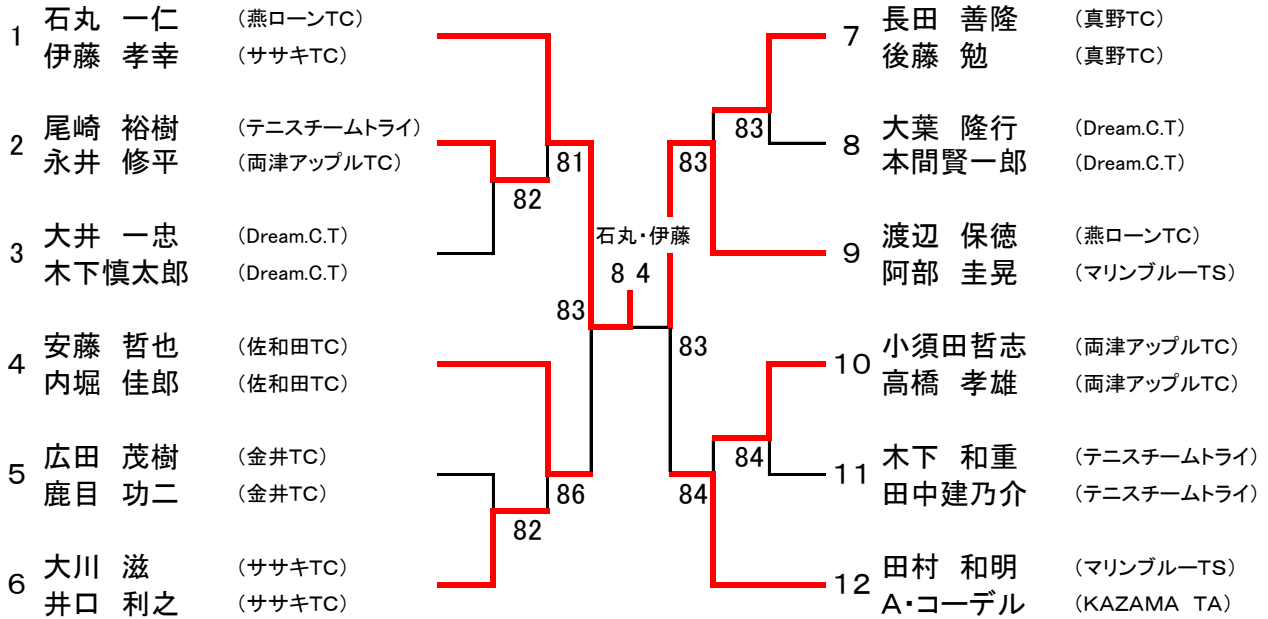 1 石丸 一仁 (燕ローンTC)
伊藤 孝幸 (ササキTC)
2 尾崎 裕樹 (テニスチームトライ)
永井 修平 (両津アップルTC)
3 大井 一忠 (Dream.C.T)
木下慎太郎 (Dream.C.T)
4 安藤 哲也 (佐和田TC)
内堀 佳郎 (佐和田TC)
5 広田 茂樹 (金井TC)
鹿目 功二 (金井TC)
6 大川 滋 (ササキTC)
井口 利之 (ササキTC)
81
82
83
86
82
石丸・伊藤
8 4
83
83
83
84
84
7 長田 善隆 (真野TC)
後藤 勉 (真野TC)
8 大葉 隆行 (Dream.C.T)
本間賢一郎 (Dream.C.T)
9 渡辺 保徳 (燕ローンTC)
阿部 圭晃 (マリンブルーTS)
10 小須田哲志 (両津アップルTC)
高橋 孝雄 (両津アップルTC)
11 木下 和重 (テニスチームトライ)
田中建乃介 (テニスチームトライ)
12 田村 和明 (マリンブルーTS)
A・コーデル (KAZAMA TA)